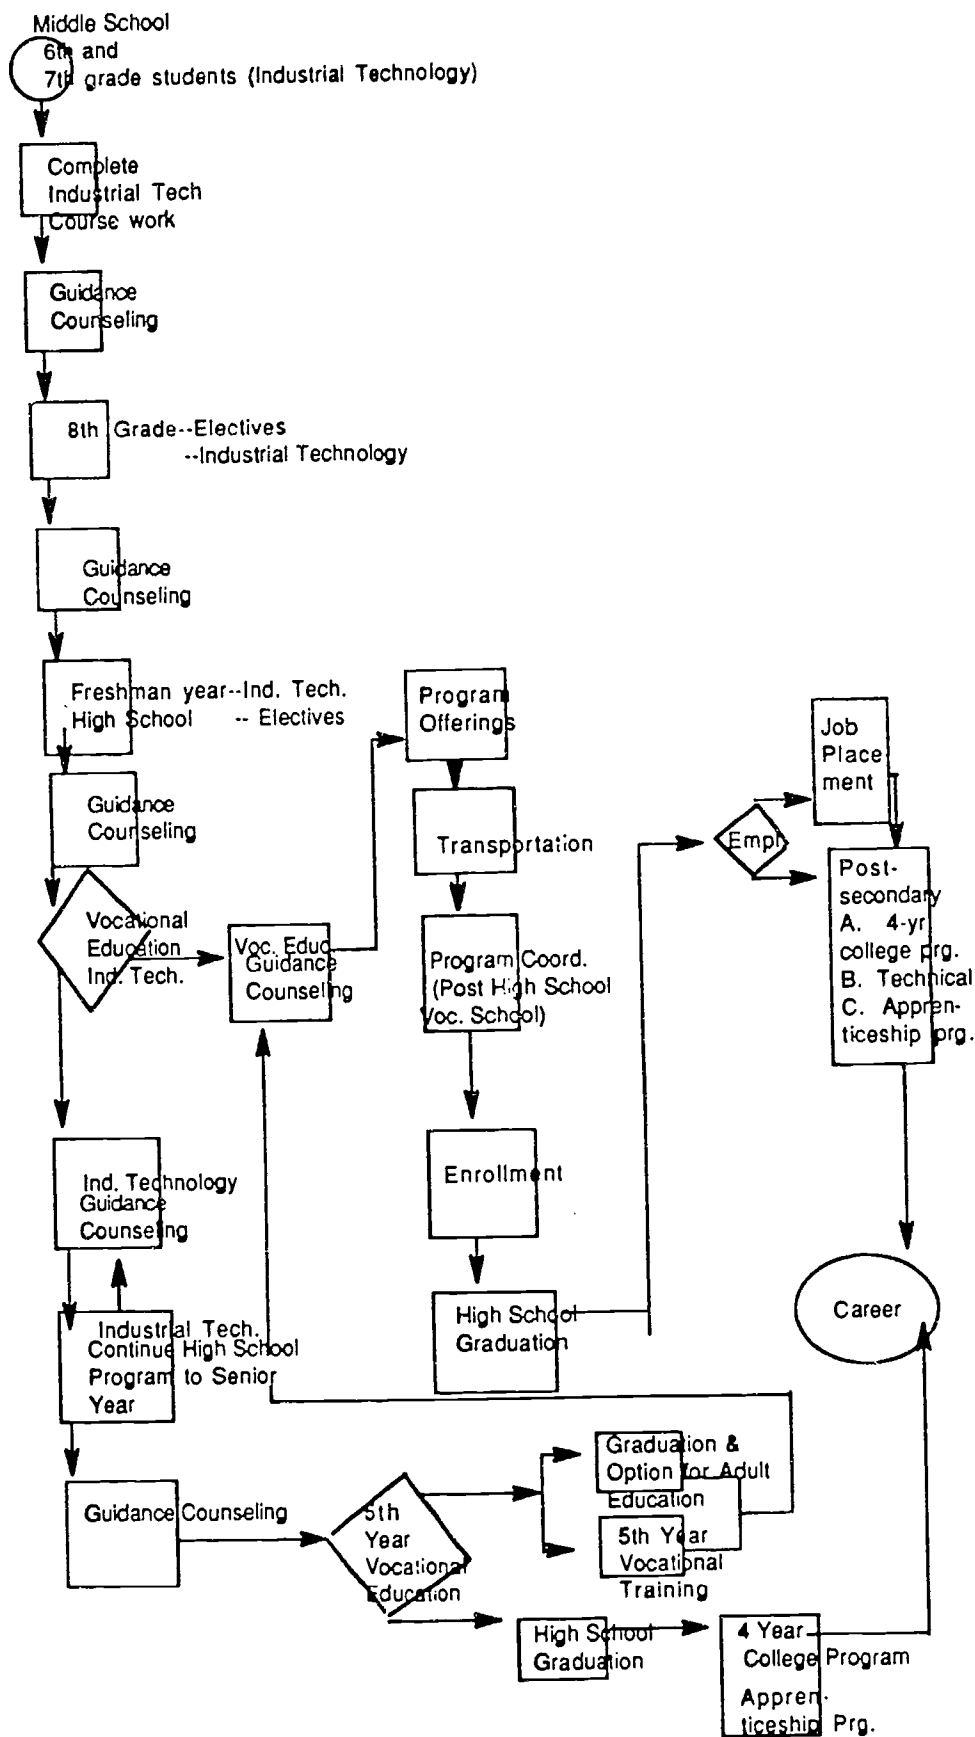 Middle School
6th and
7th grade students (Industrial Technology)
Complete
Industrial Tech
Course work
Guidance
Counseling
8th Grade--Electives
--Industrial Technology
Guidance
Counseling
Freshman year--Ind. Tech.
High School -- Electives
Guidance
Counseling
Vocational
Education
Ind. Tech.
Voc. Educ.
Guidance
Counseling
Ind. Technology
Guidance
Counseling
Industrial Tech.
Continue High School
Program to Senior
Year
Guidance Counseling
Program
Offerings
Transportation
Program Coord.
(Post High School
Voc. School)
Enrollment
High School
Graduation
Empl.
Job
Place
ment
Post-
secondary
A. 4-yr
college prg.
B. Technical
C. Appren-
ticeship prg.
Career
5th
Year
Vocational
Education
Graduation &
Option for Adult
Education
5th Year
Vocational
Training
High School
Graduation
4 Year
College Program
Appren-
ticeship Prg.